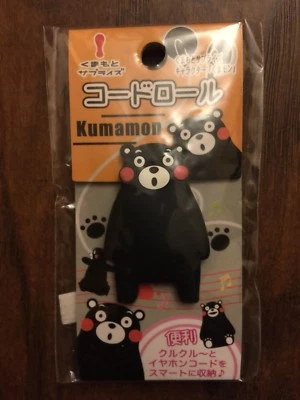 くまもと
サプライズ
コードロール
Kumamon
便利
クルクル〜と
イヤホンコードを
スマートに収納♪